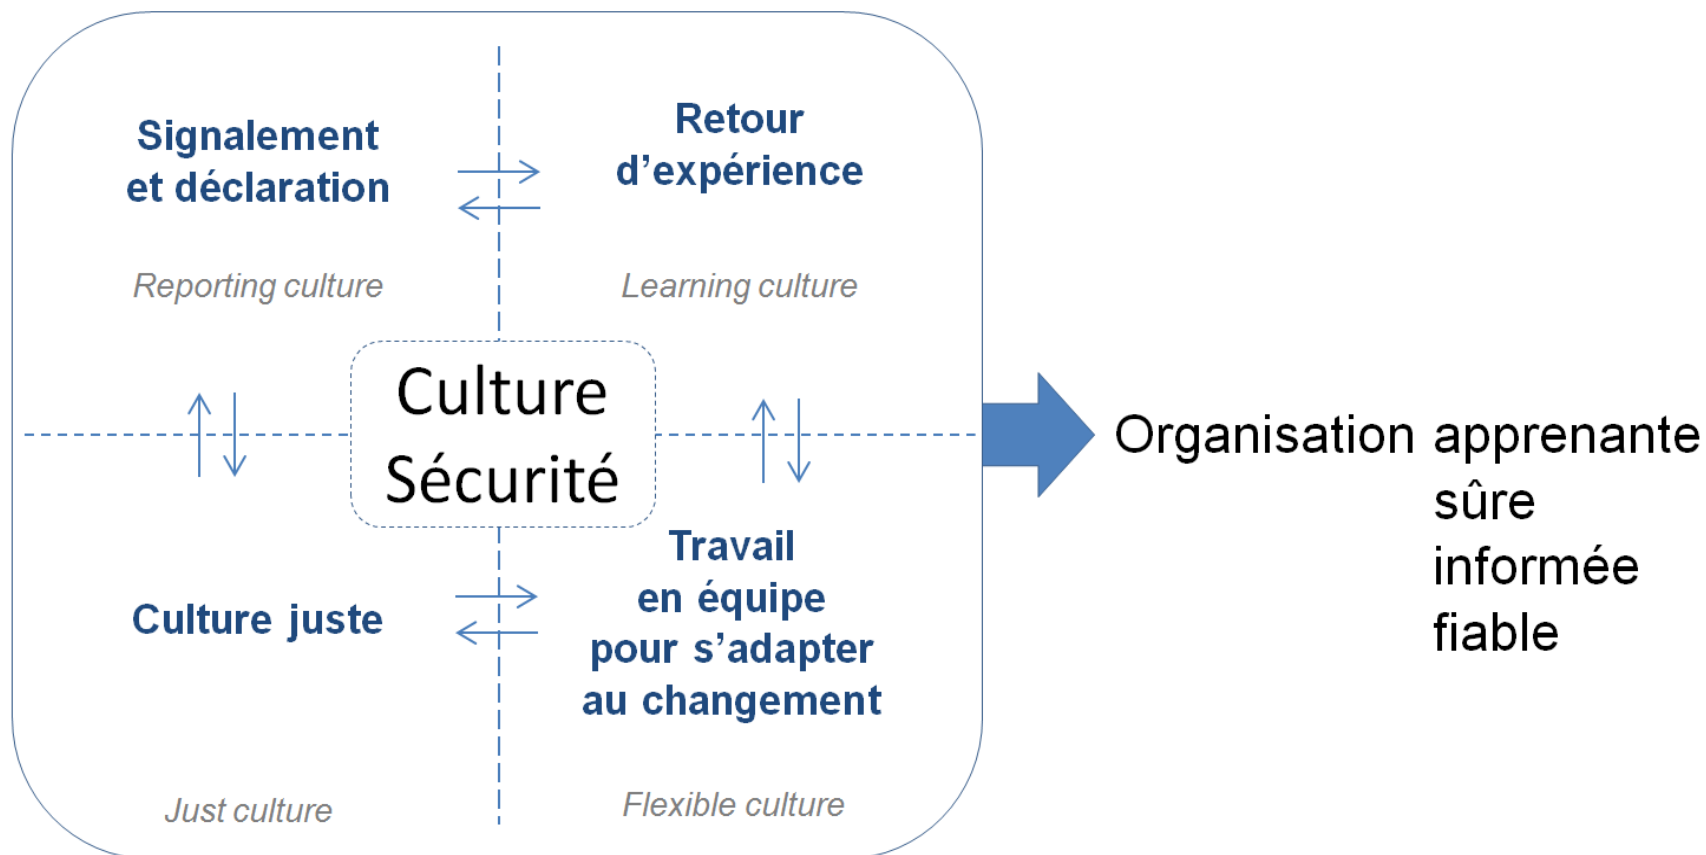 Signalement
et déclaration
Reporting culture
Retour
d’expérience
Learning culture
Culture
Sécurité
Culture juste
Just culture
Travail
en équipe
pour s’adapter
au changement
Flexible culture
Organisation apprenante
sûre
informée
fiable